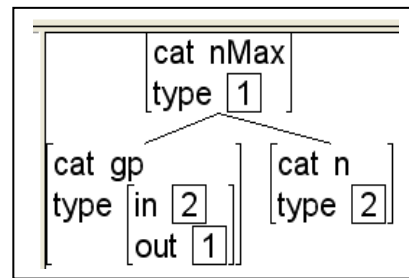 cat nMax
type 1
cat gp
type in 2
out 1
cat n
type 2